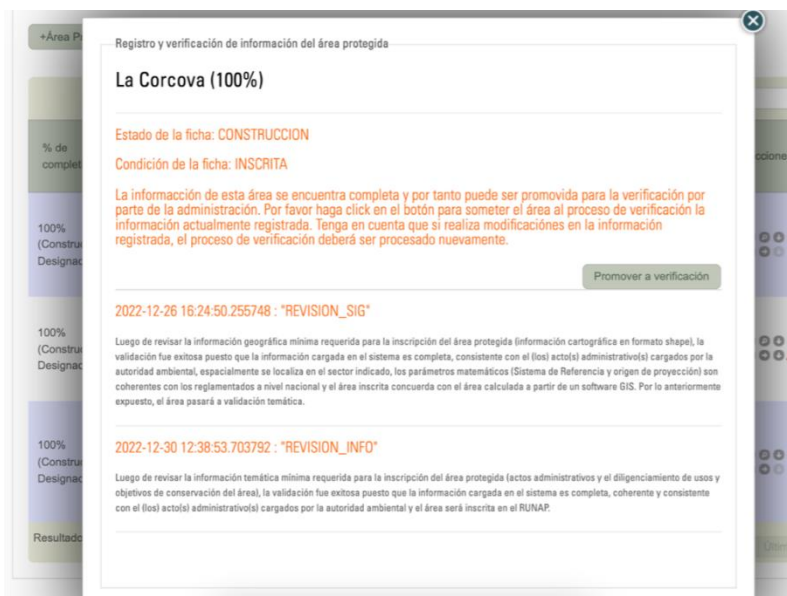 +Área P
Registro y verificación de información del área protegida
La Corcova (100%)
Estado de la ficha: CONSTRUCCION
Condición de la ficha: INSCRITA
La informacción de esta área se encuentra completa y por tanto puede ser promovida para la verificación por
parte de la administración. Por favor haga click en el botón para someter el área al proceso de verificación la
información actualmente registrada. Tenga en cuenta que si realiza modificaciónes en la información
registrada, el proceso de verificación deberá ser procesado nuevamente.
Promover a verificación
2022-12-26 16:24:50.255748 : "REVISION_SIG"
Luego de revisar la información geográfica mínima requerida para la inscripción del área protegida (información cartográfica en formato shape), la
validación fue exitosa puesto que la información cargada en el sistema es completa, consistente con el (los) acto(s) administrativo(s) cargados por la
autoridad ambiental, espacialmente se localiza en el sector indicado, los parámetros matemáticos (Sistema de Referencia y origen de proyección) son
coherentes con los reglamentados a nivel nacional y el área inscrita concuerda con el área calculada a partir de un software GIS. Por lo anteriormente
expuesto, el área pasará a validación temática.
2022-12-30 12:38:53.703792 : "REVISION_INFO"
Luego de revisar la información temática mínima requerida para la inscripción del área protegida (actos administrativos y el diligenciamiento de usos y
objetivos de conservación del área), la validación fue exitosa puesto que la información cargada en el sistema es completa, coherente y consistente
con el (los) acto(s) administrativo(s) cargados por la autoridad ambiental y el área será inscrita en el RUNAP.
% de
complet
100%
(Constru
Designac
100%
(Constru
Designac
100%
(Constru
Designac
Resultado
ccione
Últim